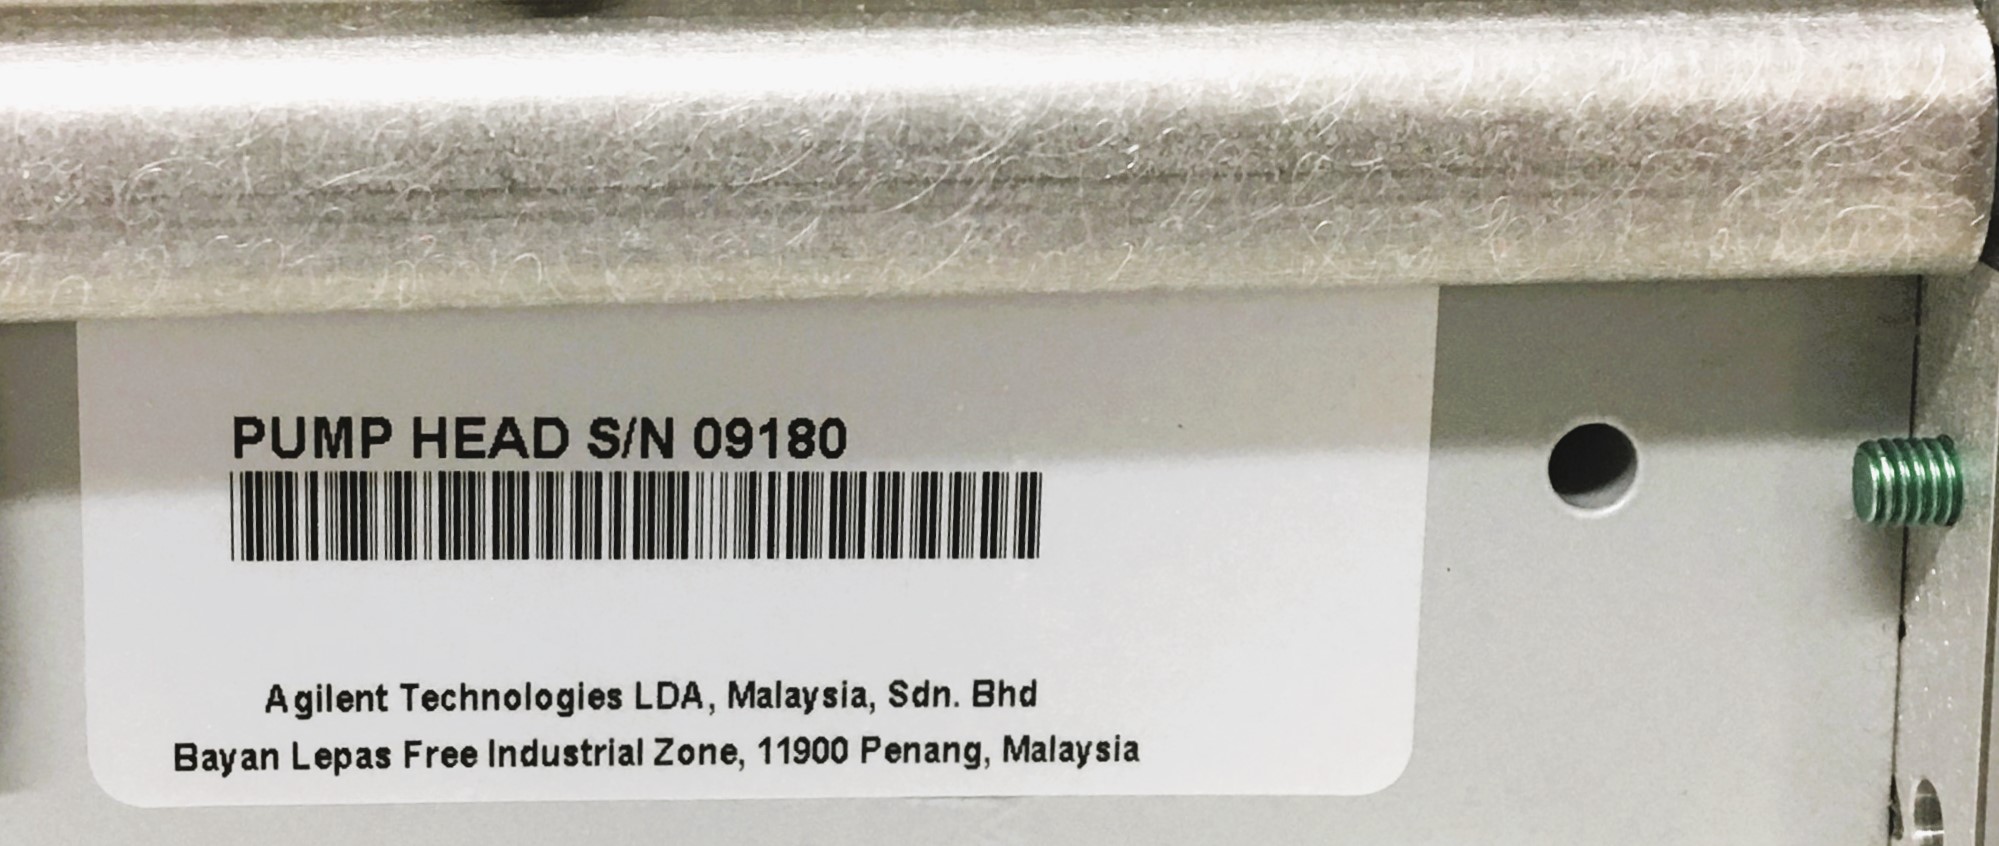 PUMP HEAD S/N 09180
Agilent Technologies LDA, Malaysia, Sdn. Bhd
Bayan Lepas Free Industrial Zone, 11900 Penang, Malaysia